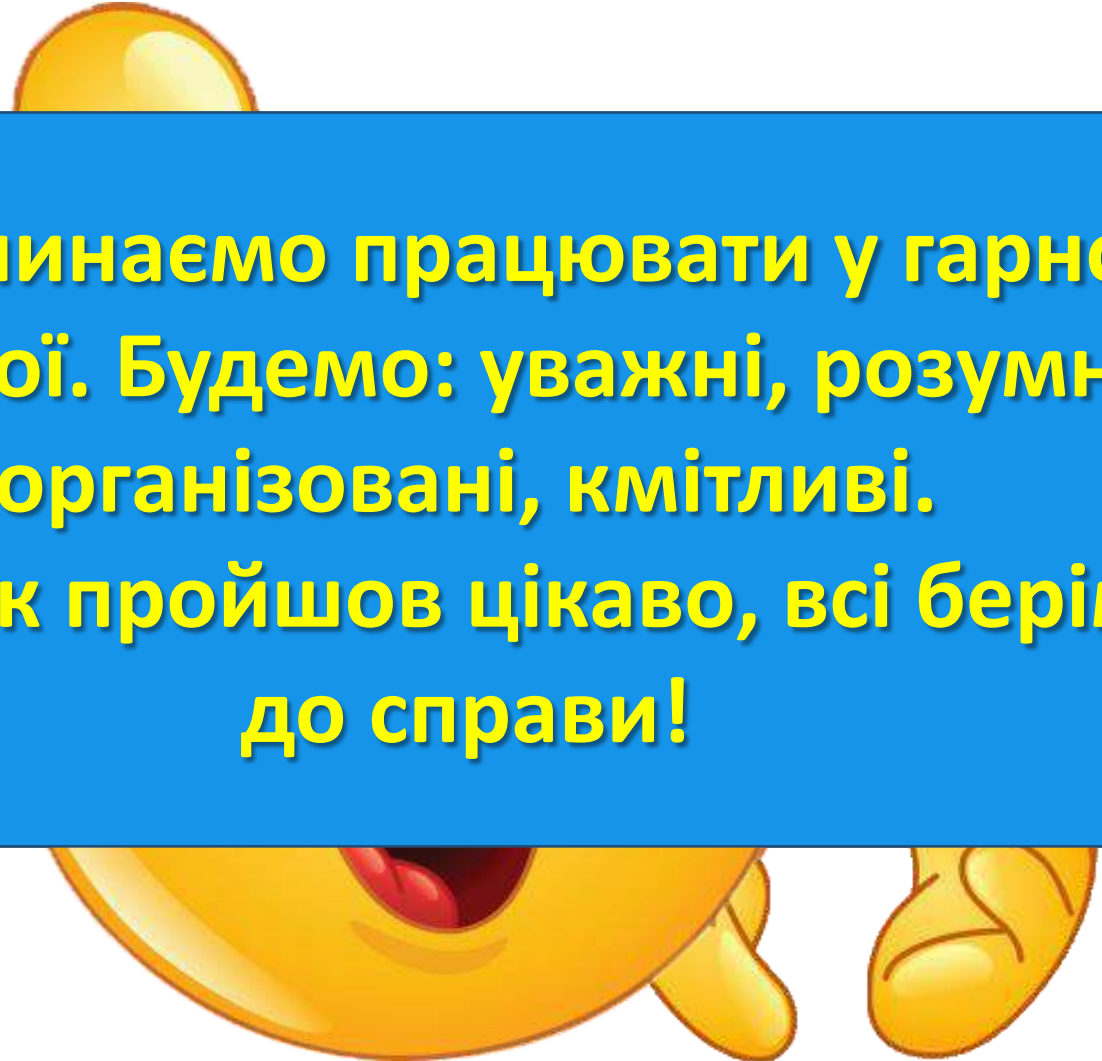 инаємо працювати у гарн
ої. Будемо: уважні, розумн
організовані, кмітливі.
к пройшов цікаво, всі бері
до справи!